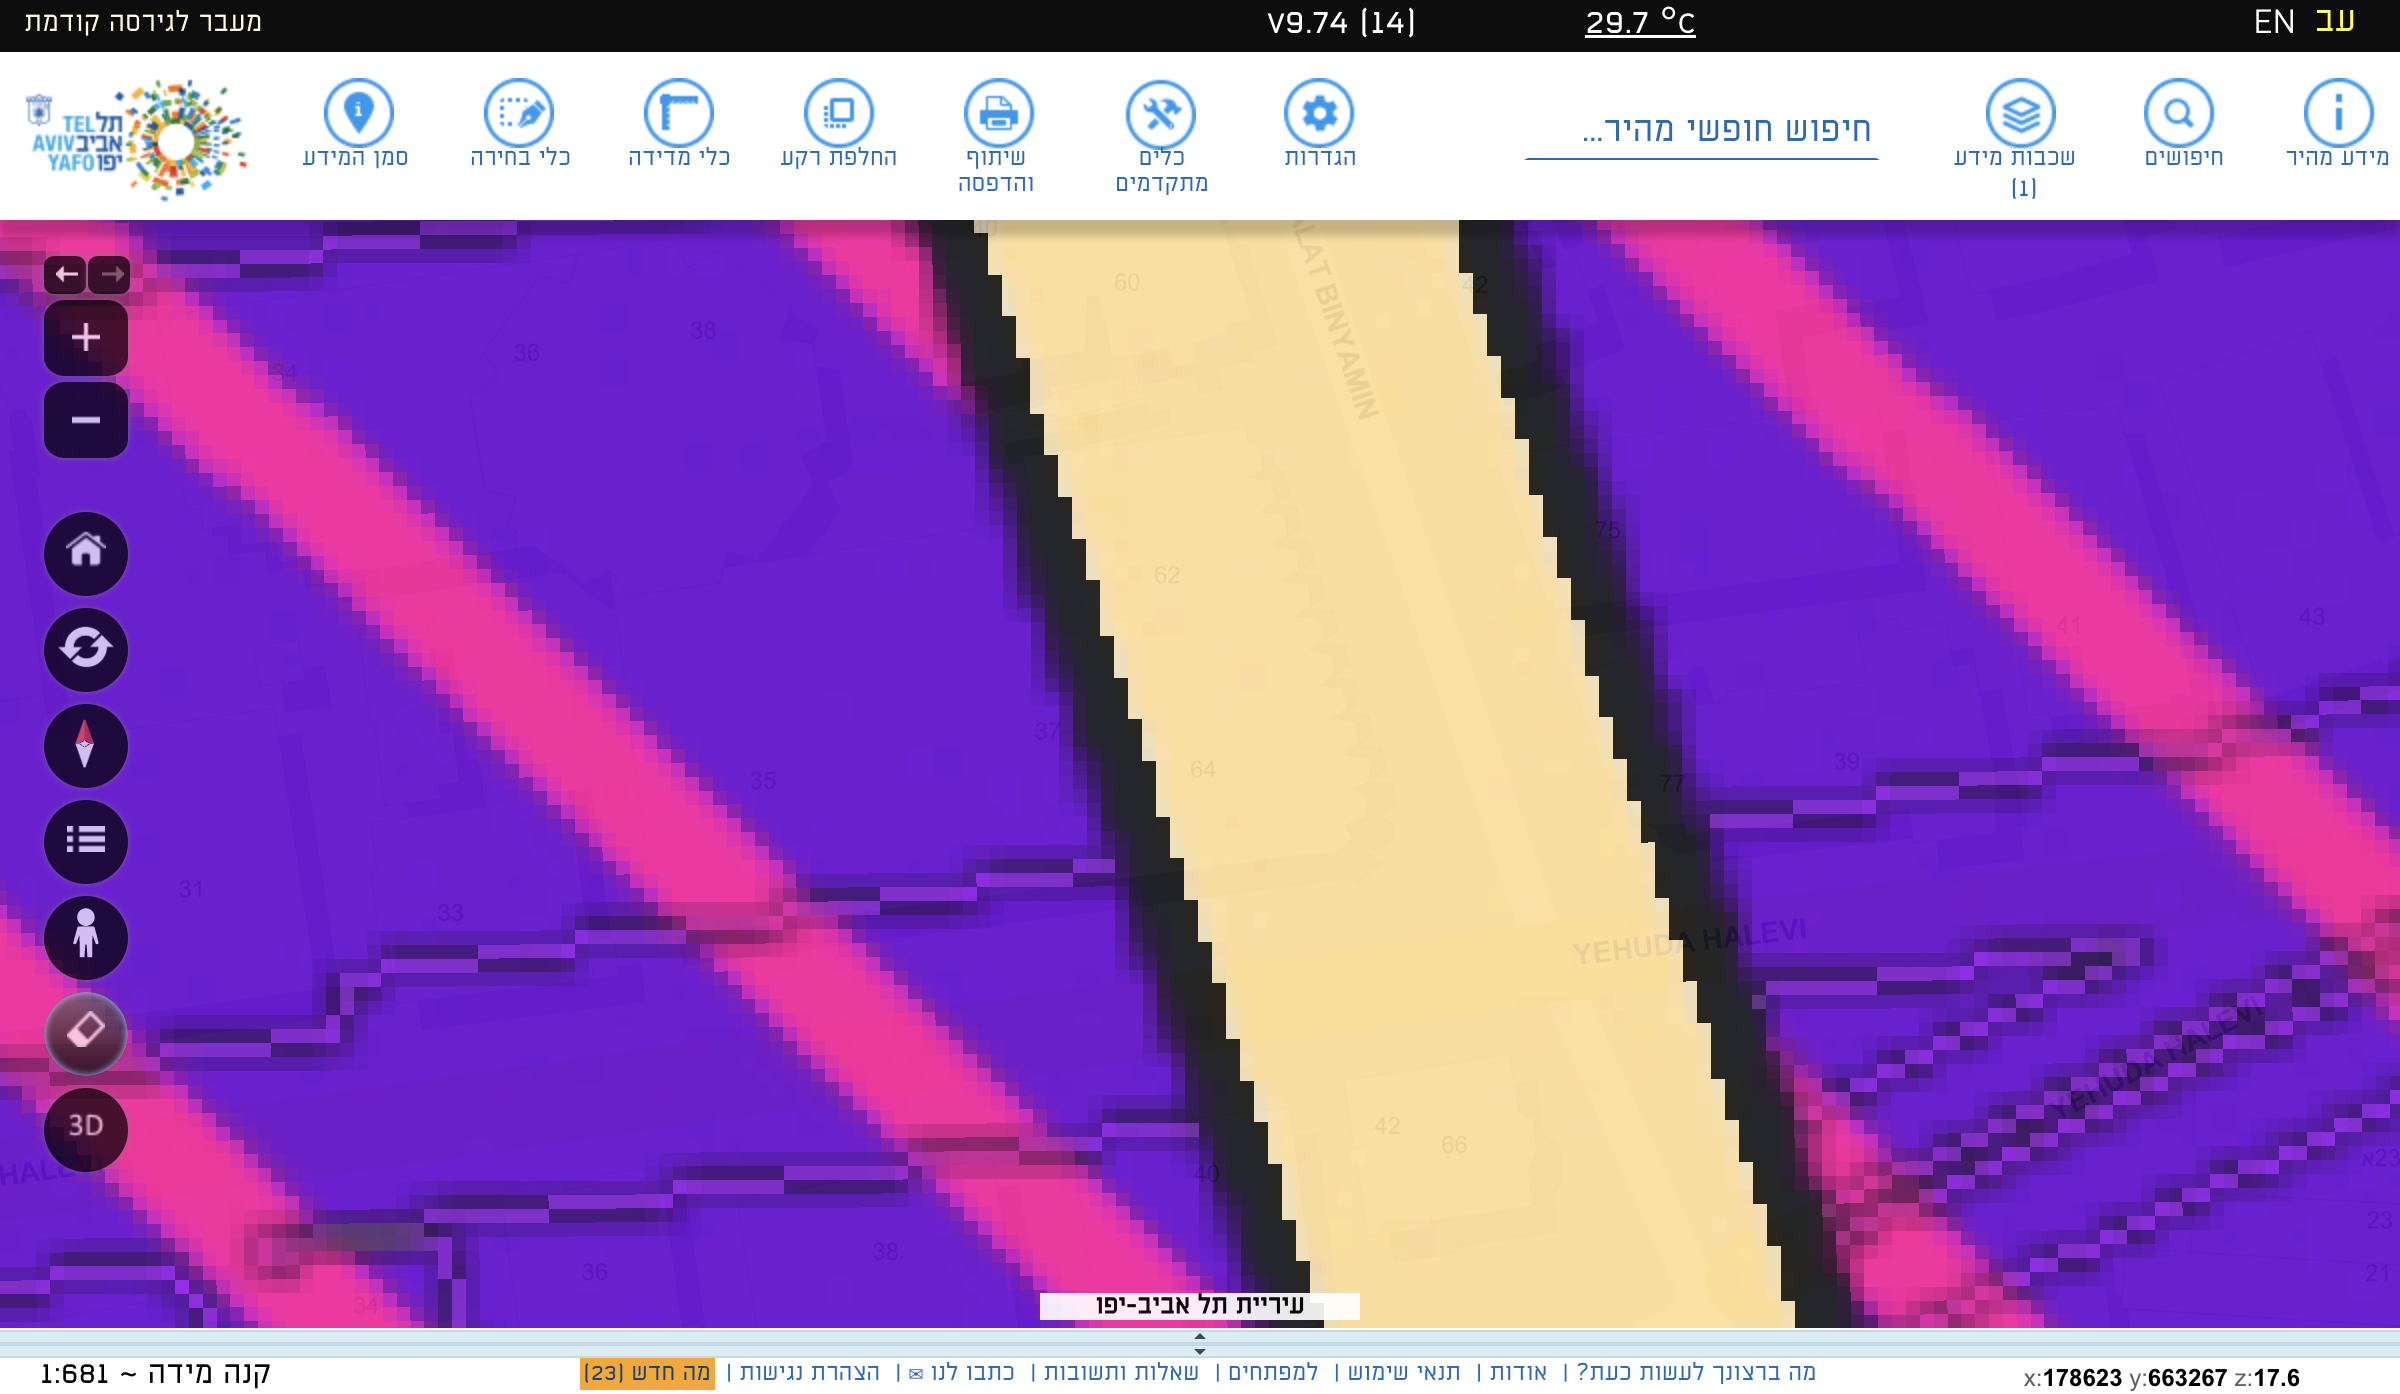 עב EN
29.7 °C
V9.74 (14)
מעבר לגירסה קודמת
מידע מהיר
חיפושים
שכבות מידע
(1)
חיפוש חופשי מהיר...
הגדרות
כלים
מתקדמים
שיתוף
והדפסה
החלפת רקע
כלי מדידה
כלי בחירה
סמן המידע
תל TEL
אביב AVIV
יפו YAFO
60
42
38
36
34
ALAT BINYAMIN
75
62
41
43
37
64
35
77
39
31
33
YEHUDA HALEVI
YEHUDA HALEVI
3D
42
66
40
HALEVI
23א
23
38
36
21
34
עיריית תל אביב-יפו
מה ברצונך לעשות כעת? | אודות | תנאי שימוש | למפתחים | שאלות ותשובות | כתבו לנו ✉ | הצהרת נגישות | מה חדש (23)
קנה מידה ~ 1:681
x:178623 y:663267 z:17.6